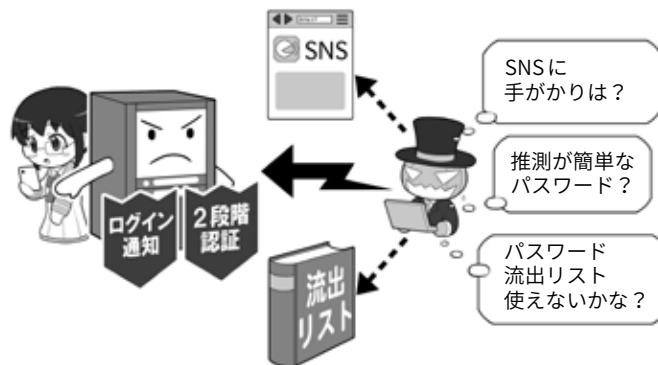 SNS
SNSに
手がかりは？
推測が簡単な
パスワード？
ログイン
通知
2段階
認証
流出
リスト
パスワード
流出リスト
使えないかな？